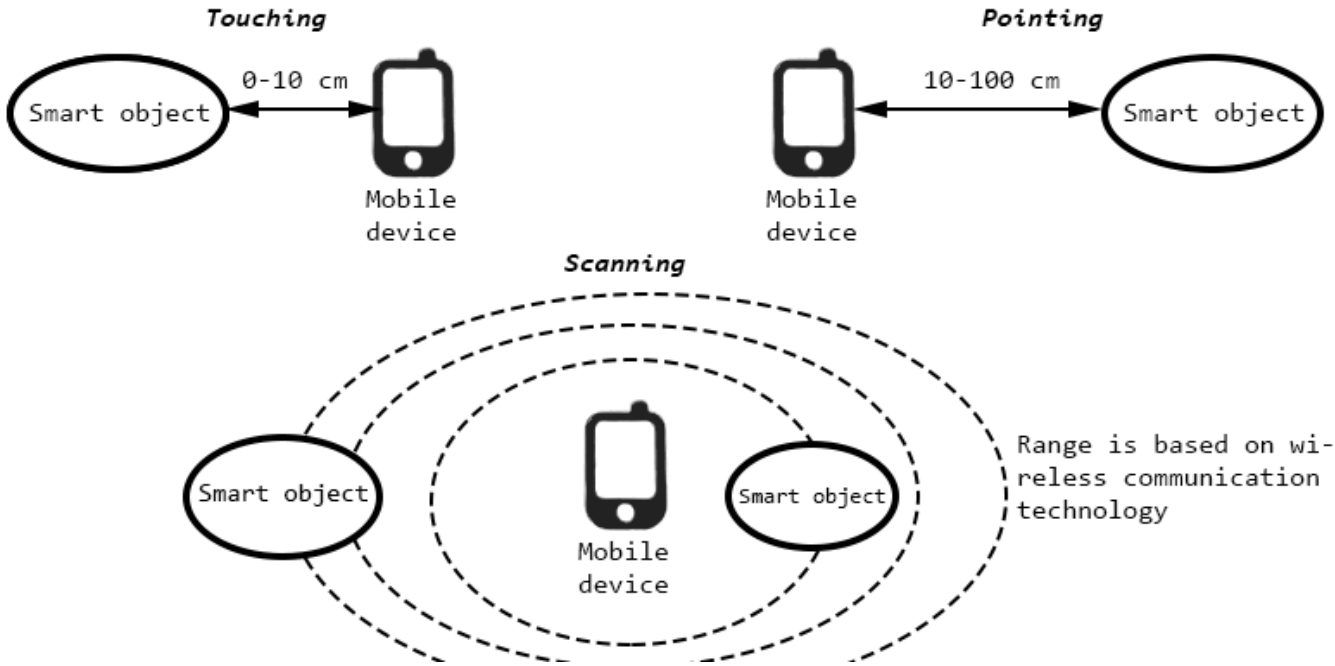 Touching
Pointing
0-10 cm
10-100 cm
Smart object
Smart object
Mobile
device
Mobile
device
Scanning
Smart object
Smart object
Mobile
device
Range is based on wi-
reless communication
technology